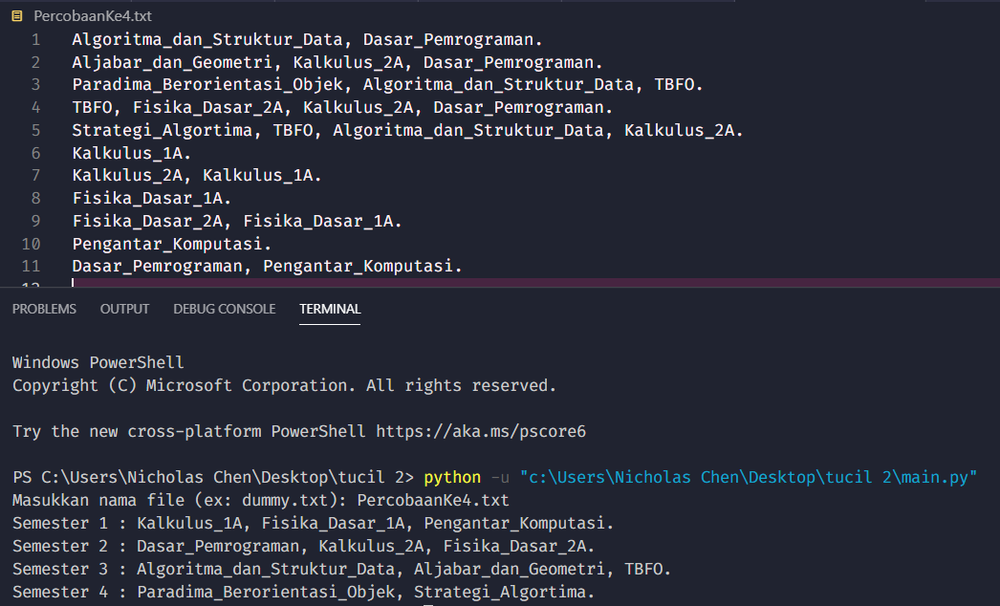 PercobaanKe4.txt
1 Algoritma_dan_Struktur_Data, Dasar_Pemrograman.
2 Aljabar_dan_Geometri, Kalkulus_2A, Dasar_Pemrograman.
3 Paradima_Berorientasi_Objek, Algoritma_dan_Struktur_Data, TBFO.
4 TBFO, Fisika_Dasar_2A, Kalkulus_2A, Dasar_Pemrograman.
5 Strategi_Algortima, TBFO, Algoritma_dan_Struktur_Data, Kalkulus_2A.
6 Kalkulus_1A.
7 Kalkulus_2A, Kalkulus_1A.
8 Fisika_Dasar_1A.
9 Fisika_Dasar_2A, Fisika_Dasar_1A.
10 Pengantar_Komputasi.
11 Dasar_Pemrograman, Pengantar_Komputasi.
12
PROBLEMS OUTPUT DEBUG CONSOLE TERMINAL
Windows PowerShell
Copyright (C) Microsoft Corporation. All rights reserved.
Try the new cross-platform PowerShell https://aka.ms/pscore6
PS C:\Users\Nicholas Chen\Desktop\tucil 2> python -u "c:\Users\Nicholas Chen\Desktop\tucil 2\main.py"
Masukkan nama file (ex: dummy.txt): PercobaanKe4.txt
Semester 1 : Kalkulus_1A, Fisika_Dasar_1A, Pengantar_Komputasi.
Semester 2 : Dasar_Pemrograman, Kalkulus_2A, Fisika_Dasar_2A.
Semester 3 : Algoritma_dan_Struktur_Data, Aljabar_dan_Geometri, TBFO.
Semester 4 : Paradima_Berorientasi_Objek, Strategi_Algortima.